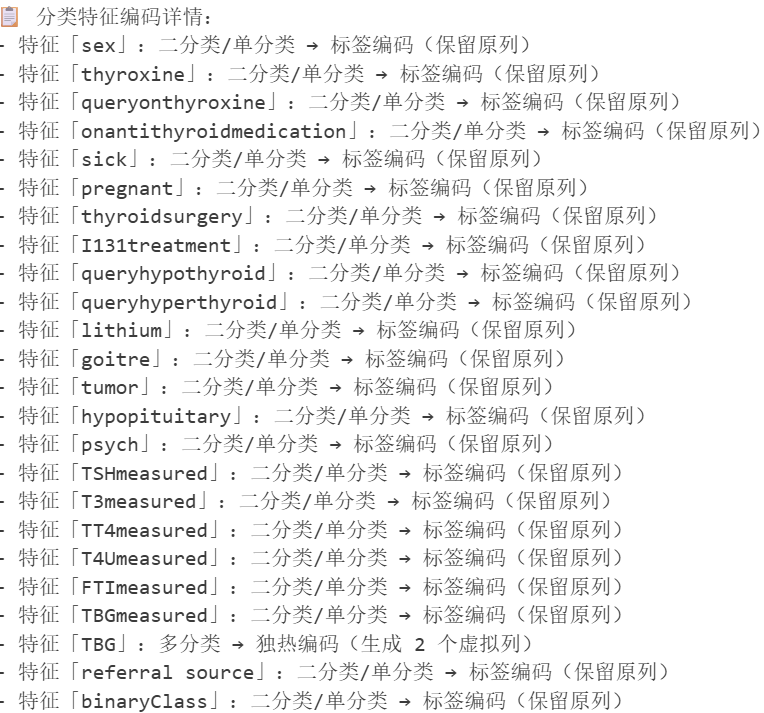 📋 分类特征编码详情：
- 特征「sex」：二分类/单分类 → 标签编码（保留原列）
- 特征「thyroxine」：二分类/单分类 → 标签编码（保留原列）
- 特征「queryonthyroxine」：二分类/单分类 → 标签编码（保留原列）
- 特征「onantithyroidmedication」：二分类/单分类 → 标签编码（保留原列）
- 特征「sick」：二分类/单分类 → 标签编码（保留原列）
- 特征「pregnant」：二分类/单分类 → 标签编码（保留原列）
- 特征「thyroidsurgery」：二分类/单分类 → 标签编码（保留原列）
- 特征「I131treatment」：二分类/单分类 → 标签编码（保留原列）
- 特征「queryhypothyroid」：二分类/单分类 → 标签编码（保留原列）
- 特征「queryhyperthyroid」：二分类/单分类 → 标签编码（保留原列）
- 特征「lithium」：二分类/单分类 → 标签编码（保留原列）
- 特征「goitre」：二分类/单分类 → 标签编码（保留原列）
- 特征「tumor」：二分类/单分类 → 标签编码（保留原列）
- 特征「hypopituitary」：二分类/单分类 → 标签编码（保留原列）
- 特征「psych」：二分类/单分类 → 标签编码（保留原列）
- 特征「TSHmeasured」：二分类/单分类 → 标签编码（保留原列）
- 特征「T3measured」：二分类/单分类 → 标签编码（保留原列）
- 特征「TT4measured」：二分类/单分类 → 标签编码（保留原列）
- 特征「T4Umeasured」：二分类/单分类 → 标签编码（保留原列）
- 特征「FTImeasured」：二分类/单分类 → 标签编码（保留原列）
- 特征「TBGmeasured」：二分类/单分类 → 标签编码（保留原列）
- 特征「TBG」：多分类 → 独热编码（生成 2 个虚拟列）
- 特征「referral source」：二分类/单分类 → 标签编码（保留原列）
- 特征「binaryClass」：二分类/单分类 → 标签编码（保留原列）